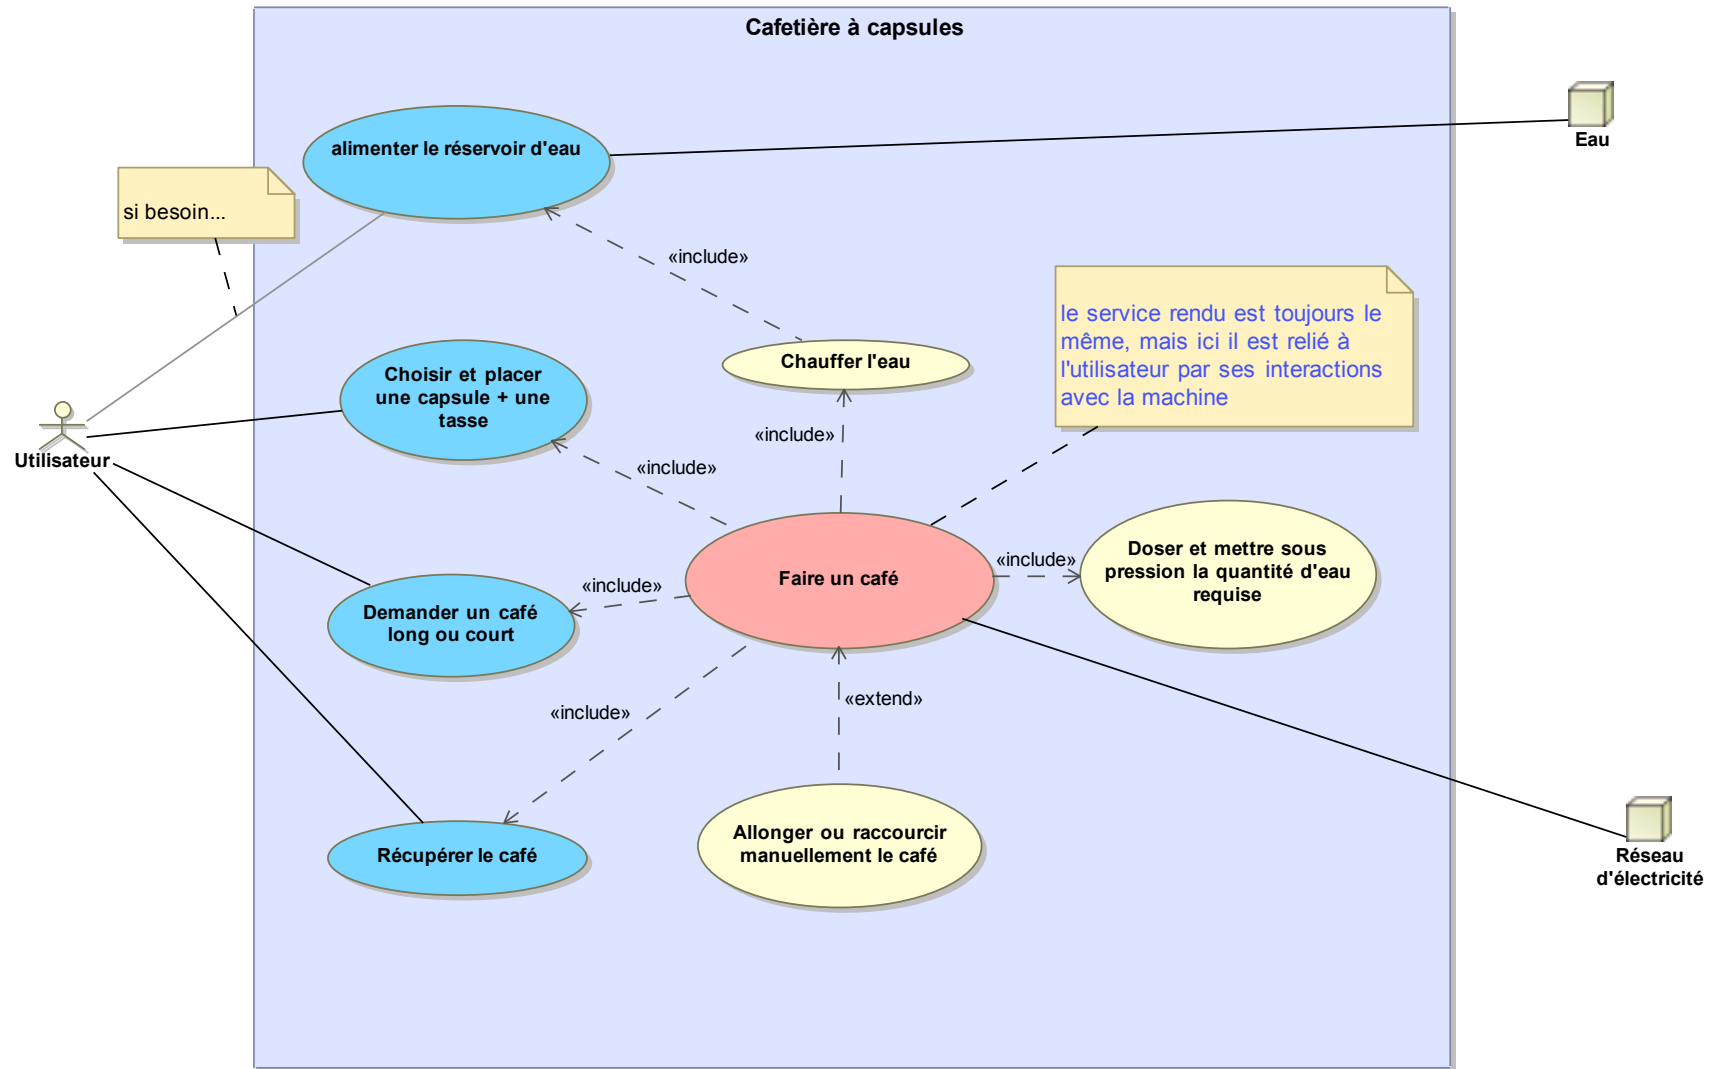 Cafetière à capsules
alimenter le réservoir d'eau
Eau
si besoin...
«include»
le service rendu est toujours le
même, mais ici il est relié à
l'utilisateur par ses interactions
avec la machine
Chauffer l'eau
Choisir et placer
une capsule + une
tasse
«include»
«include»
Utilisateur
Doser et mettre sous
pression la quantité d'eau
requise
«include»
Faire un café
«include»
Demander un café
long ou court
«extend»
«include»
Allonger ou raccourcir
manuellement le café
Récupérer le café
Réseau
d'électricité